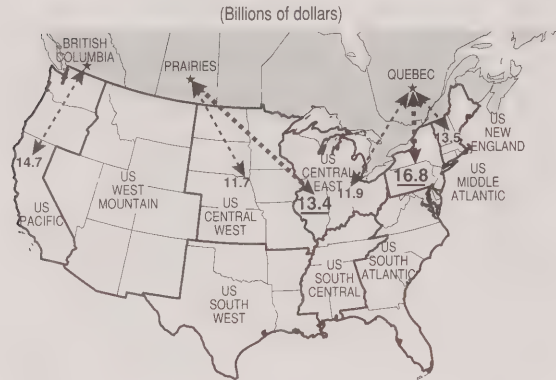 (Billions of dollars)
BRITISH
COLUMBIA
PRAIRIES
QUEBEC
14.7
US
PACIFIC
US
WEST
MOUNTAIN
11.7
US
CENTRAL
WEST
US
CENTRAL
EAST
13.4
11.9
16.8
13.5
US
NEW
ENGLAND
US
MIDDLE
ATLANTIC
US
SOUTH
WEST
US
SOUTH
CENTRAL
US
SOUTH
ATLANTIC